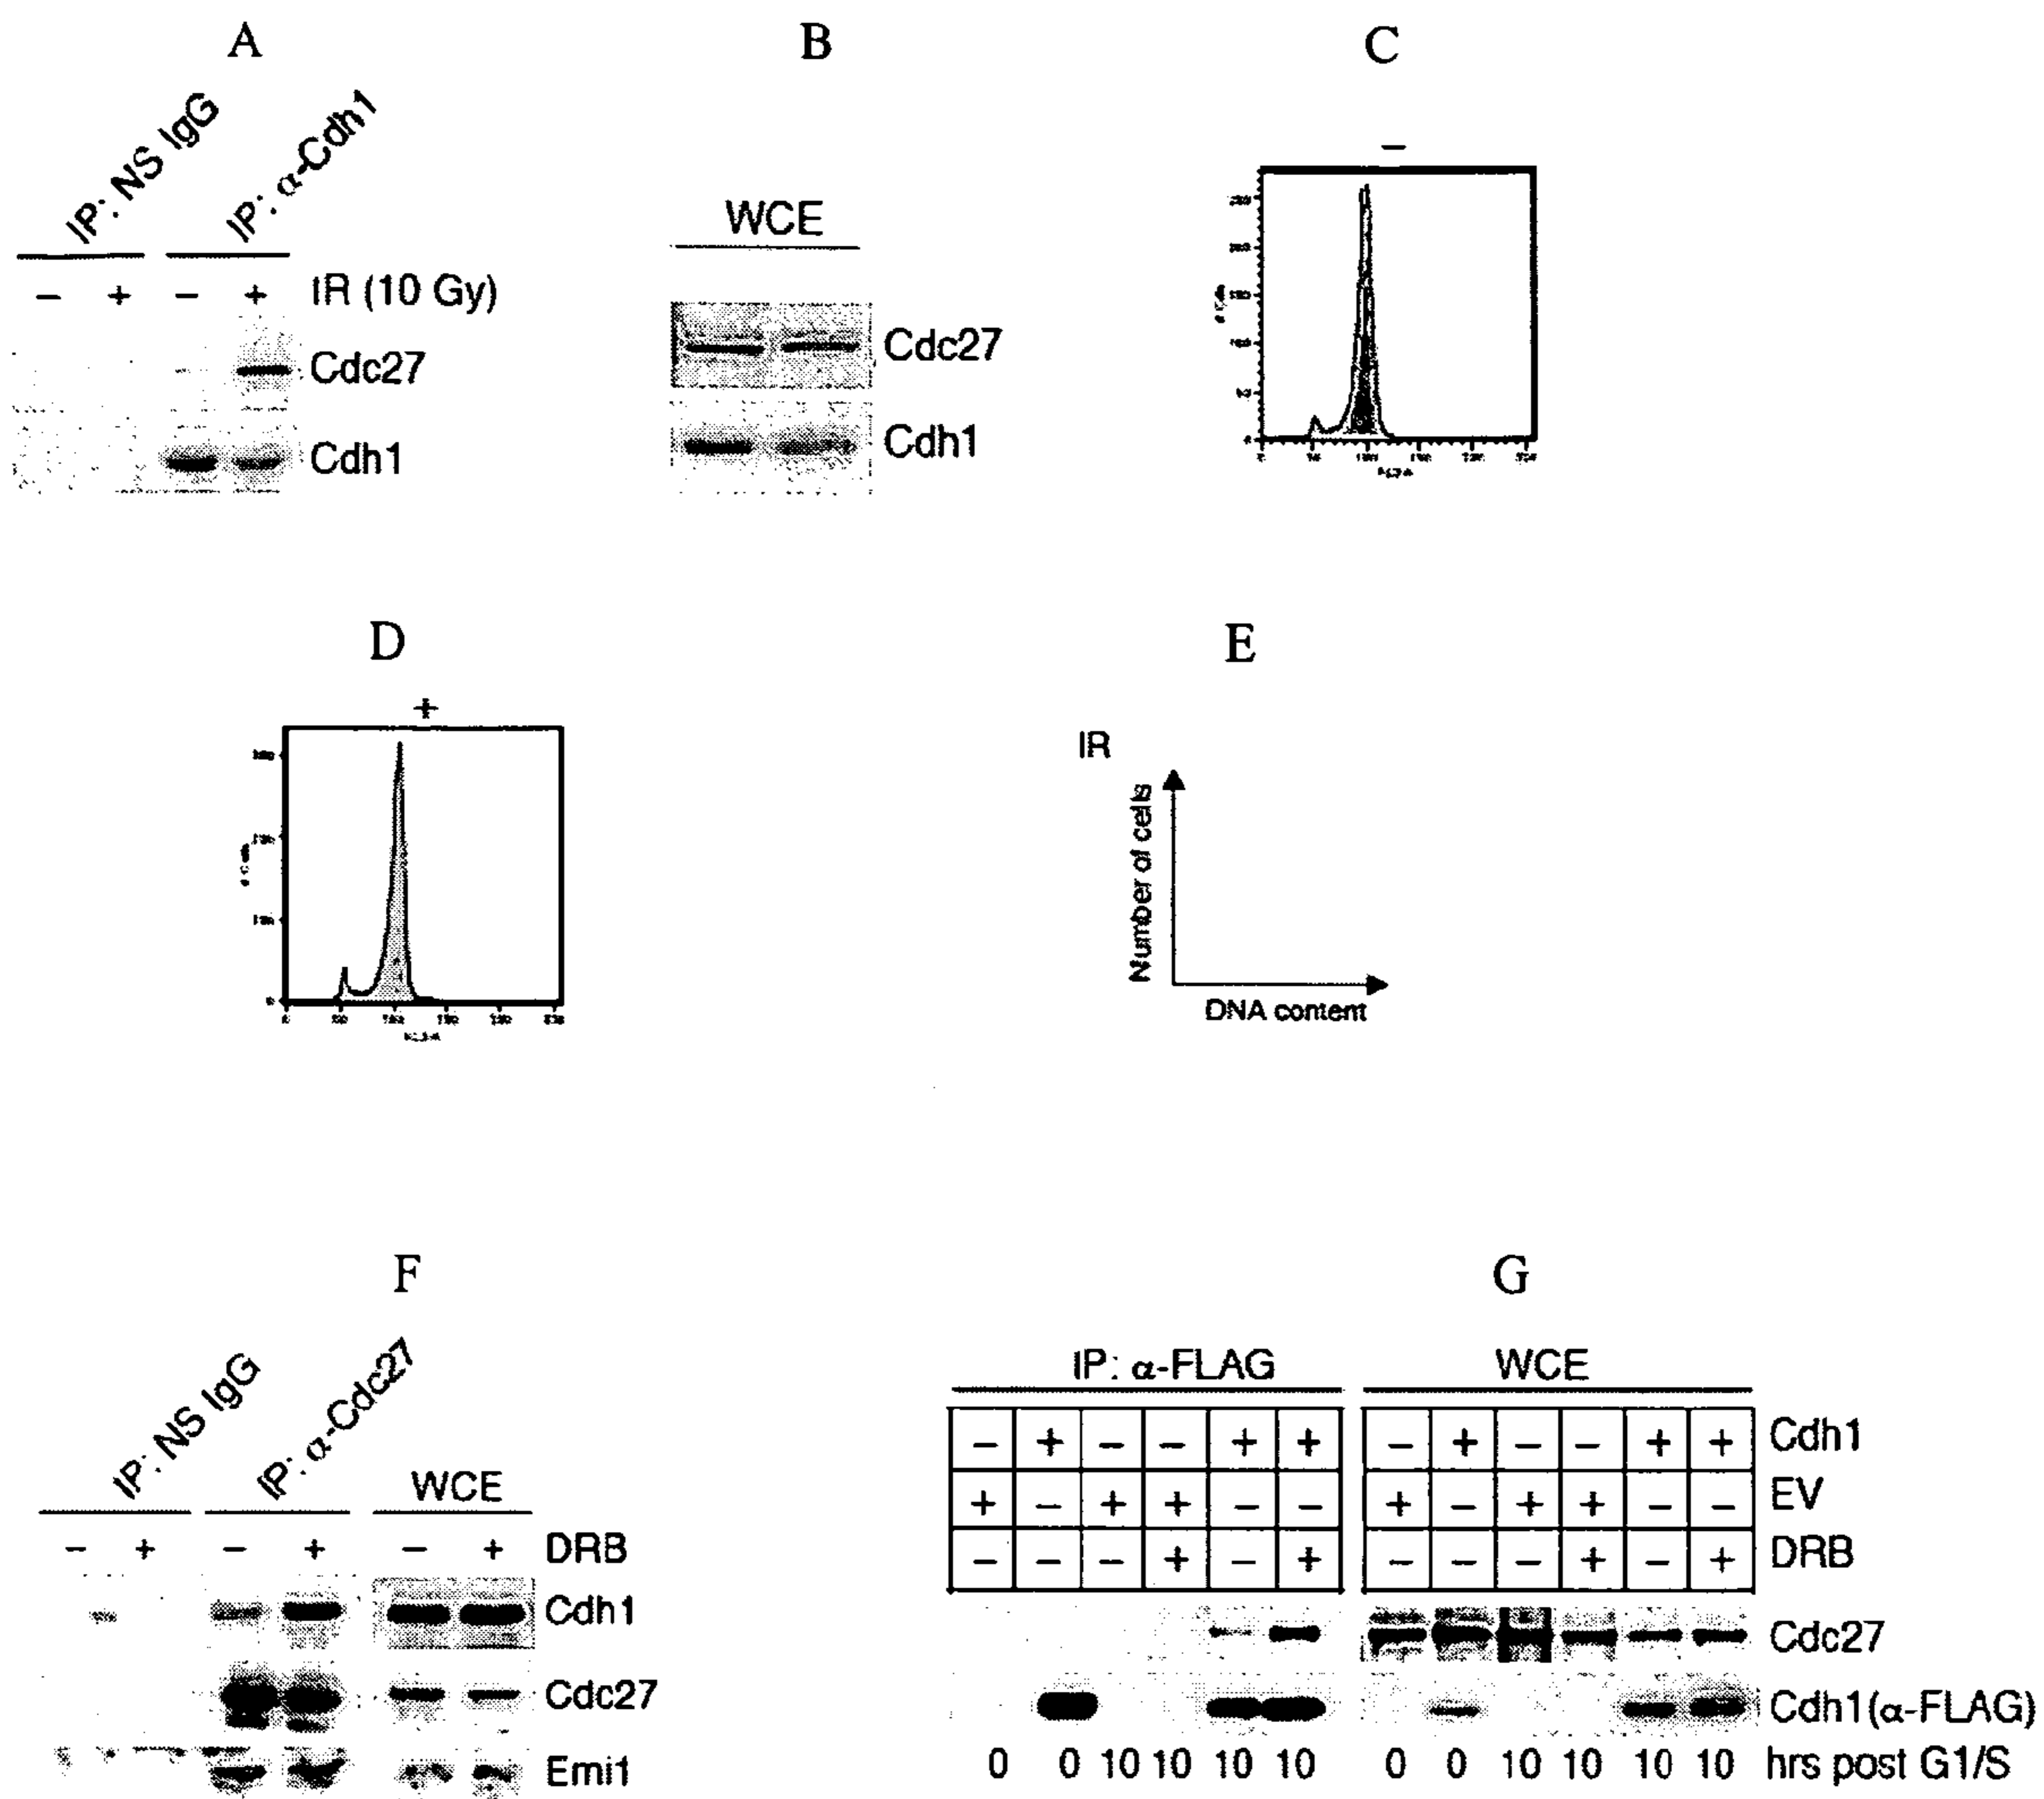 A
IP: NS IgG
IP: α-Cdh1
− + − + IR (10 Gy)
Cdc27
Cdh1
B
WCE
Cdc27
Cdh1
C
−
D
+
E
IR
Number of cells
DNA content
F
IP: NS IgG
IP: α-Cdc27
WCE
− + − + − + DRB
Cdh1
Cdc27
Emi1
G
IP: α-FLAG WCE
− + − − + + − + − − + + Cdh1
+ − + + − − + − + + − − EV
− − − + − + − − − + − + DRB
Cdc27
Cdh1(α-FLAG)
0 0 10 10 10 10 0 0 10 10 10 10 hrs post G1/S